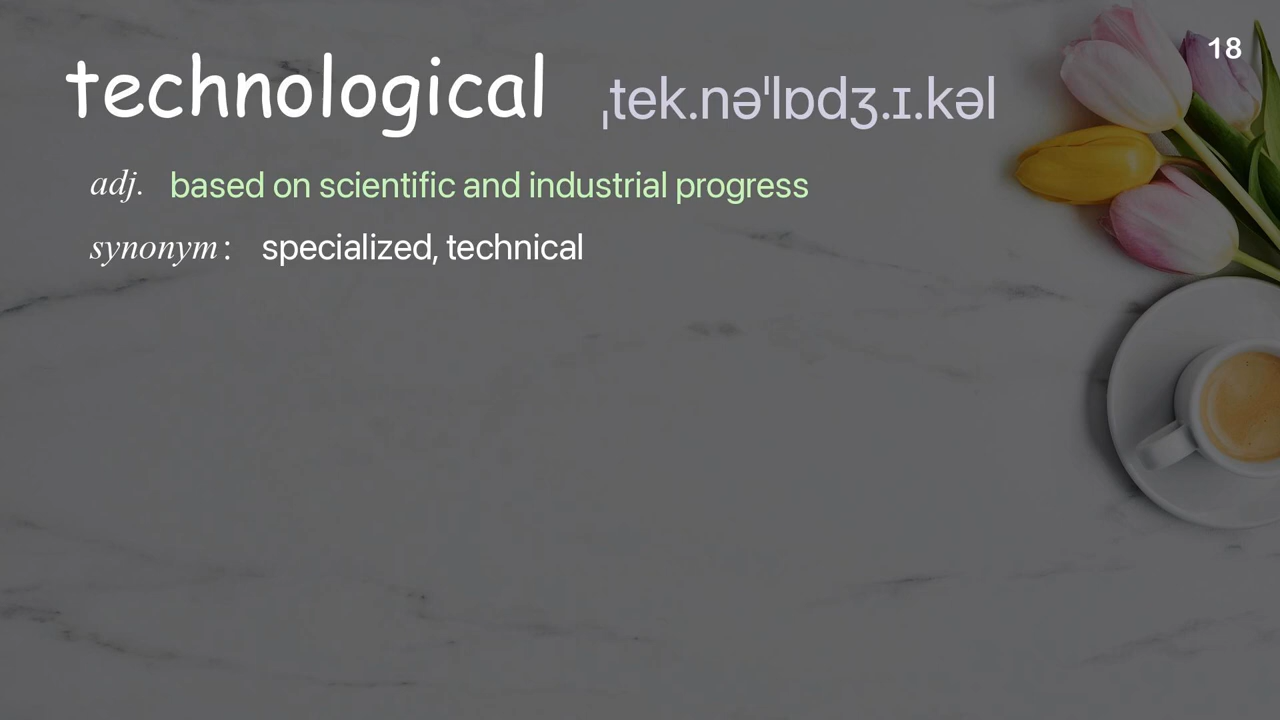 18
technological ˌtek.nəˈlɒdʒ.ɪ.kəl
adj. based on scientific and industrial progress
synonym: specialized, technical